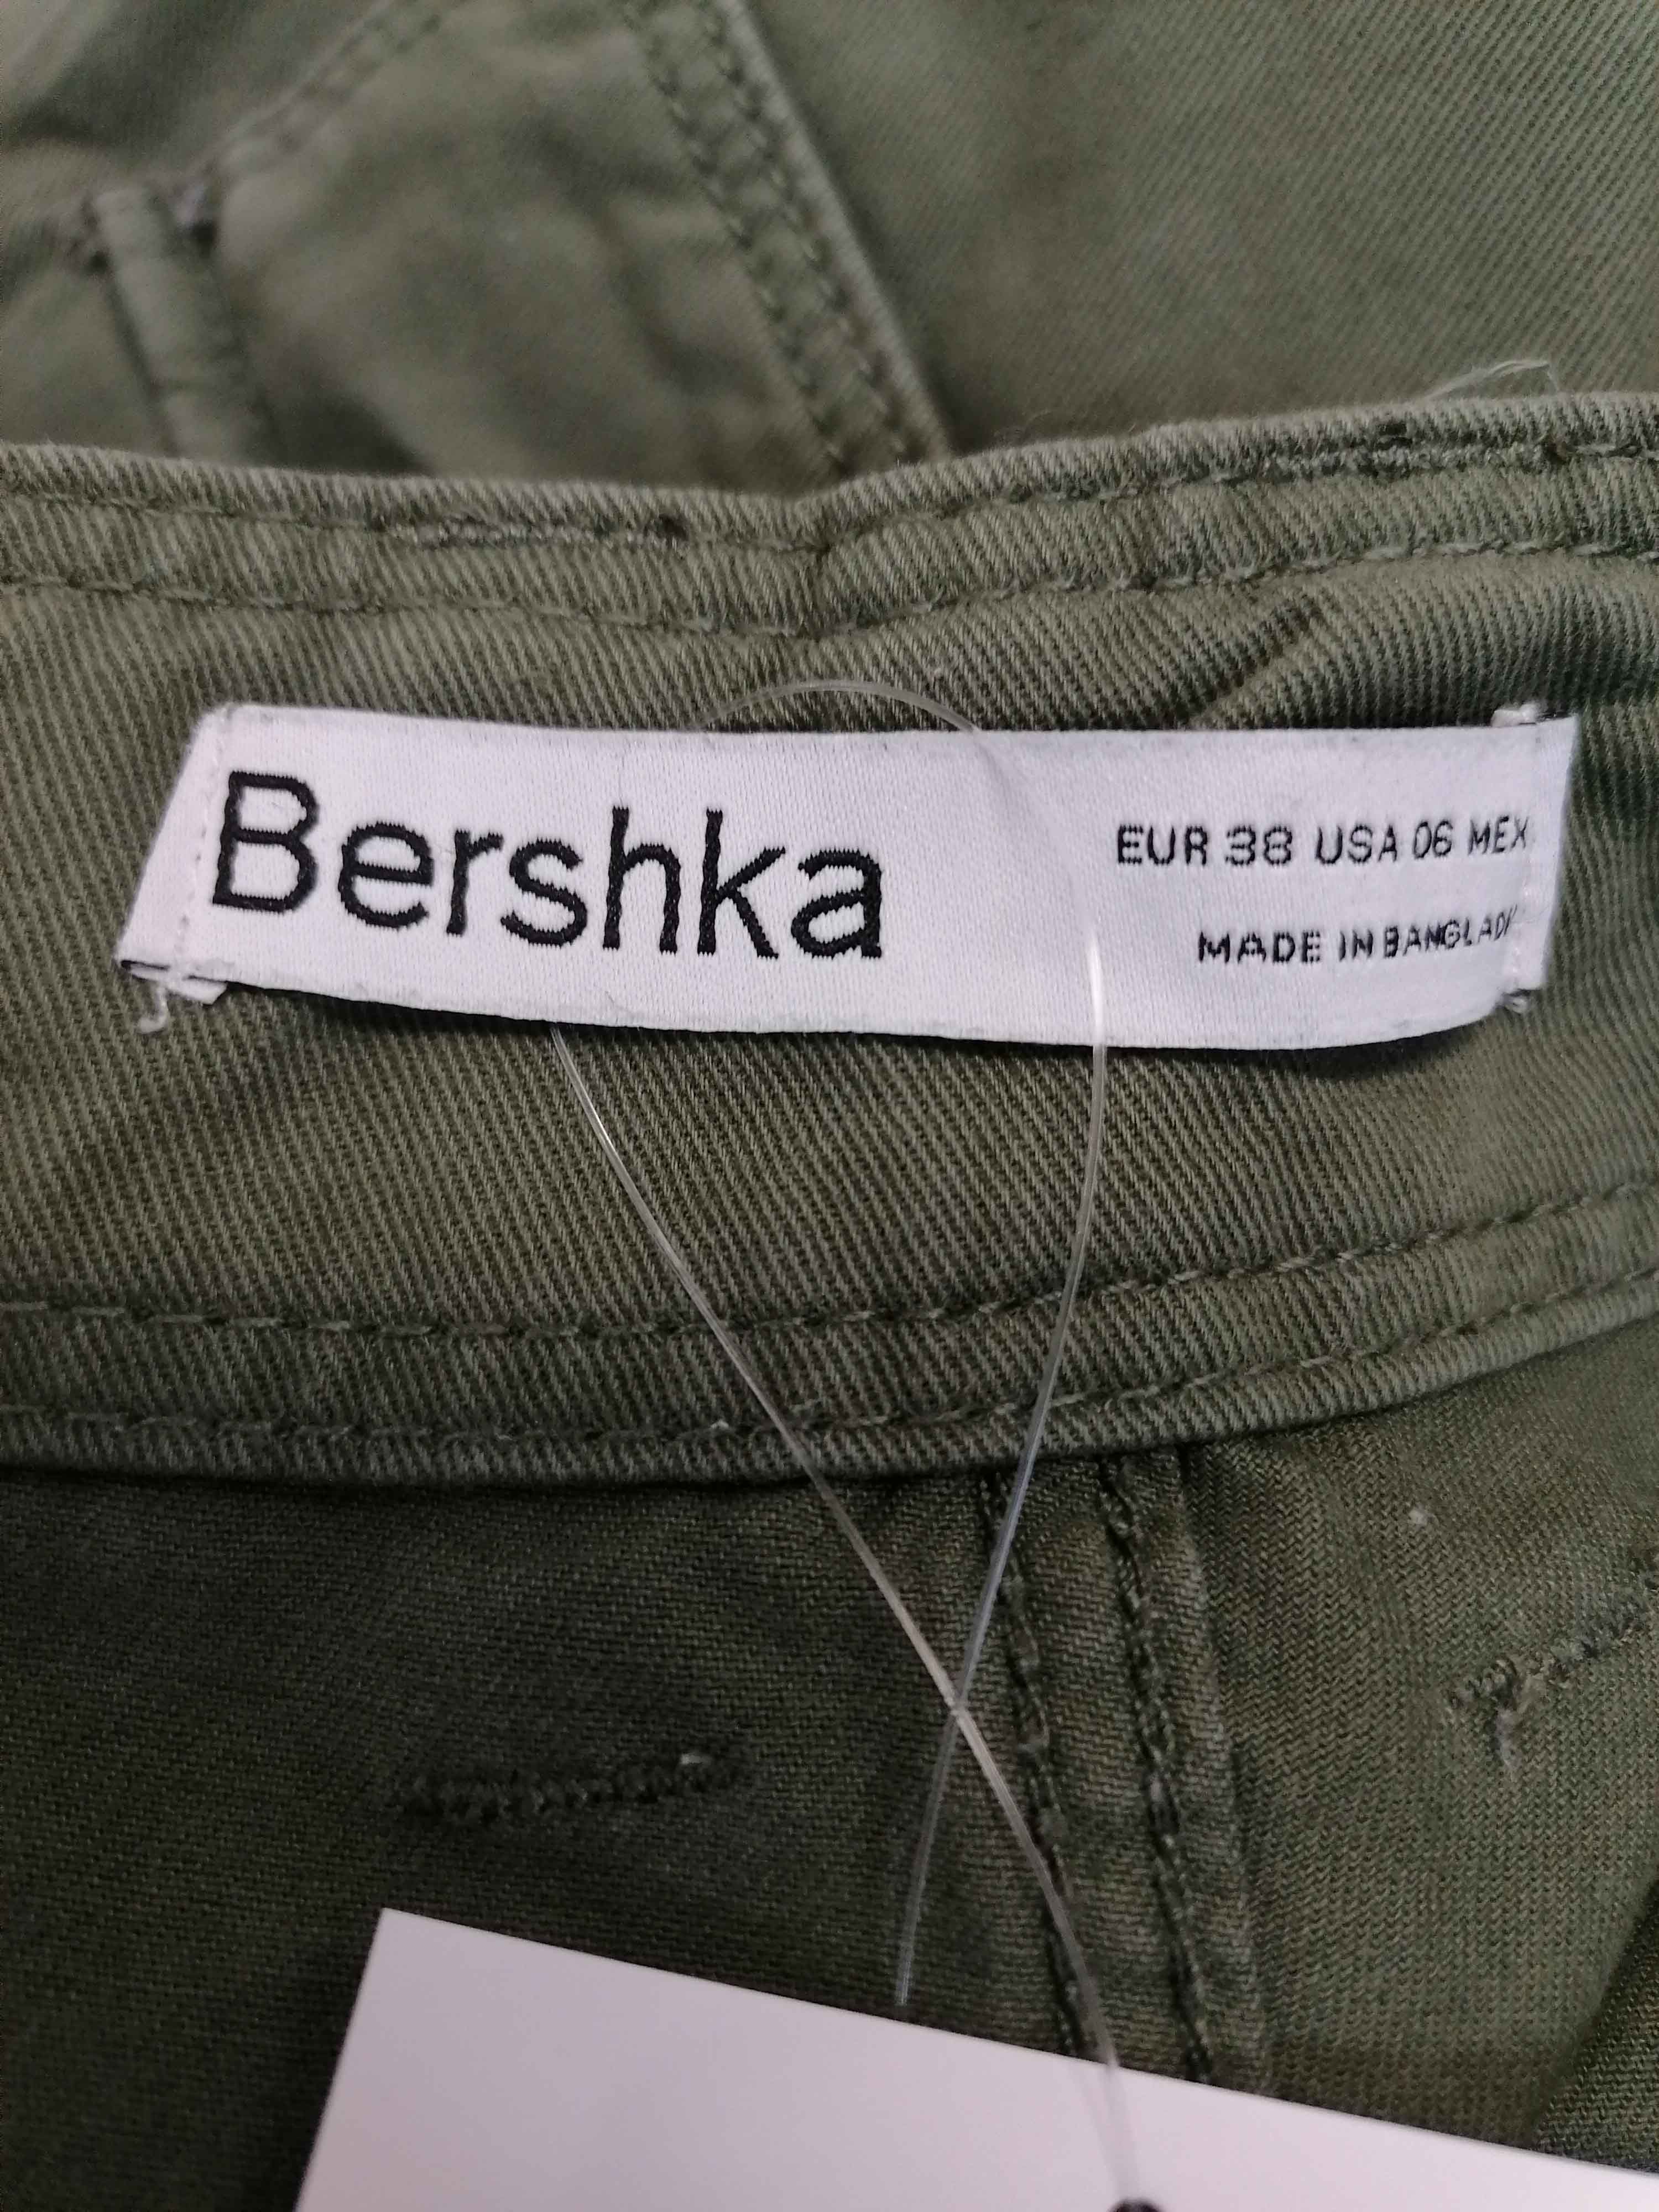 Bershka
EUR 38 USA 06 MEX
MADE IN BANGLAD